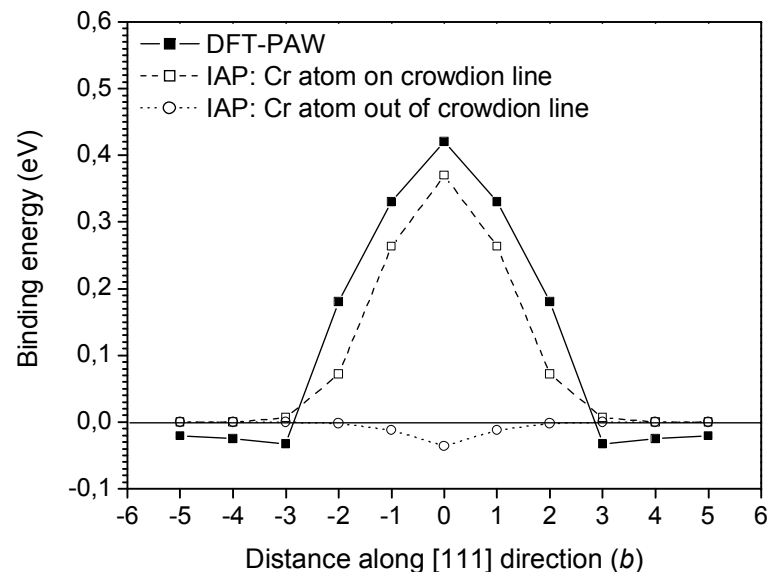 0,6
0,5
0,4
0,3
0,2
0,1
0,0
-0,1
DFT-PAW
IAP: Cr atom on crowdion line
IAP: Cr atom out of crowdion line
Binding energy (eV)
-6 -5 -4 -3 -2 -1 0 1 2 3 4 5 6
Distance along [111] direction (b)